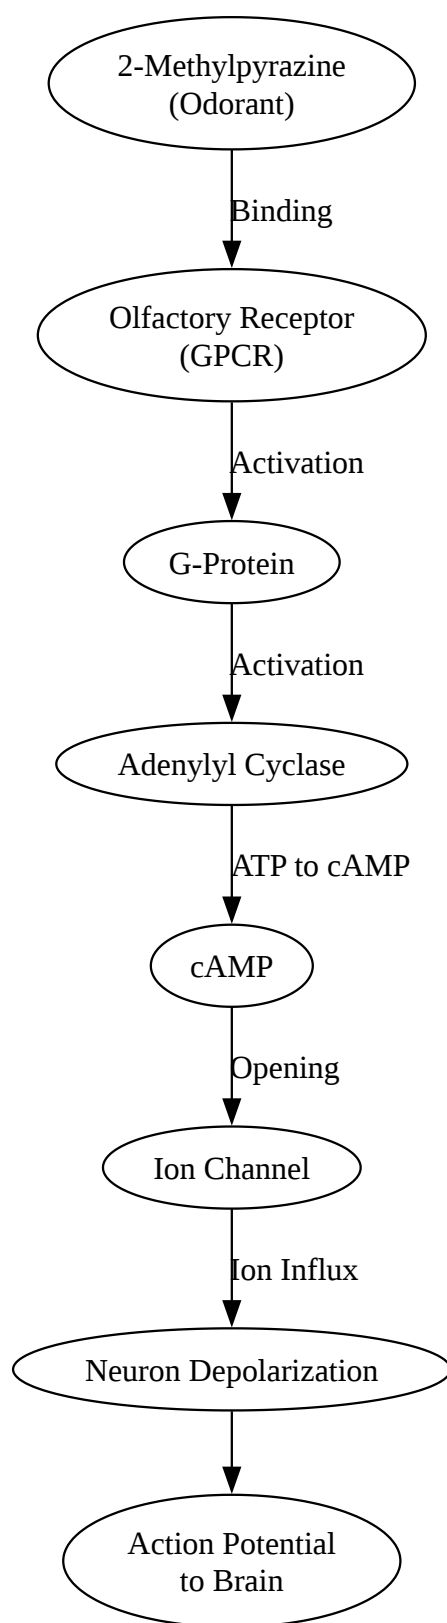 2-Methylpyrazine
(Odorant)
Binding
Olfactory Receptor
(GPCR)
Activation
G-Protein
Activation
Adenylyl Cyclase
ATP to cAMP
cAMP
Opening
Ion Channel
Ion Influx
Neuron Depolarization
Action Potential
to Brain